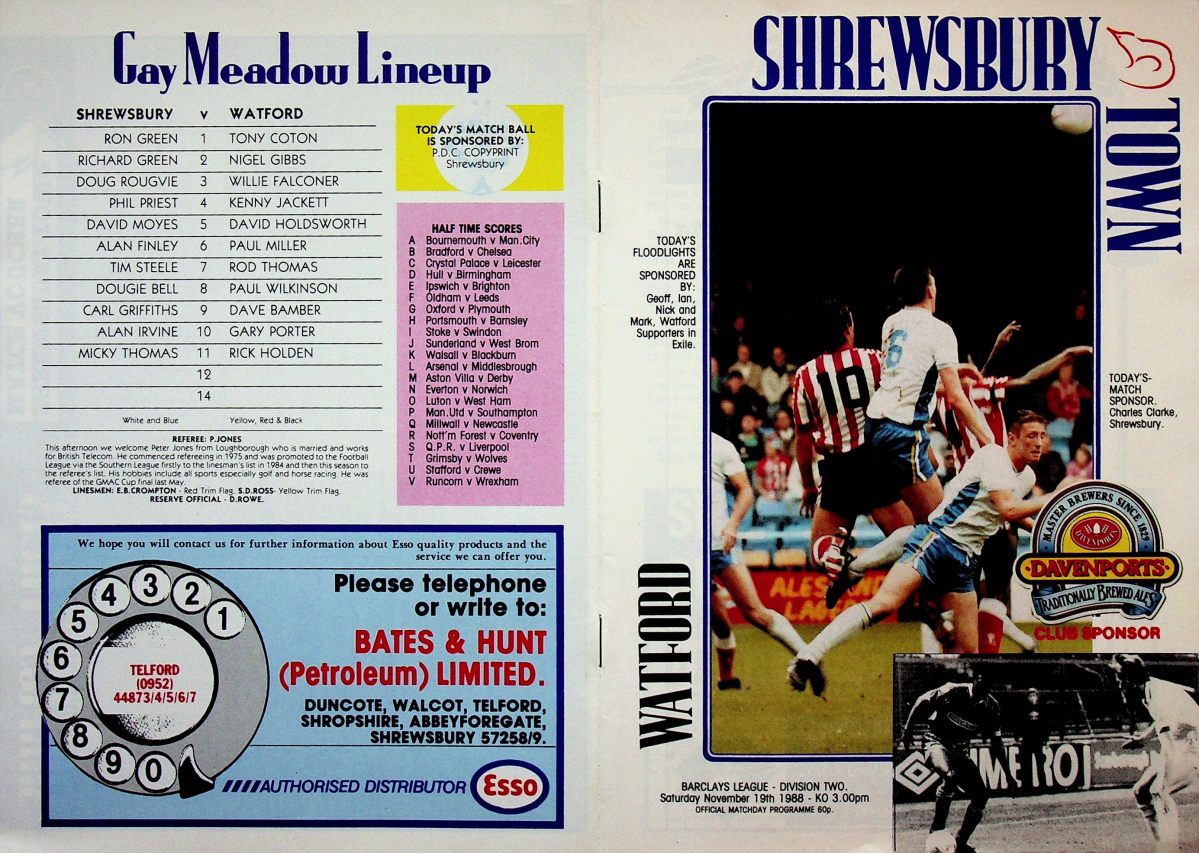 Gay Meadow Lineup
SHREWSBURY v WATFORD
RON GREEN 1 TONY COTON
RICHARD GREEN 2 NIGEL GIBBS
DOUG ROUGVIE 3 WILLIE FALCONER
PHIL PRIEST 4 KENNY JACKETT
DAVID MOYES 5 DAVID HOLDSWORTH
ALAN FINLEY 6 PAUL MILLER
TIM STEELE 7 ROD THOMAS
DOUGIE BELL 8 PAUL WILKINSON
CARL GRIFFITHS 9 DAVE BAMBER
ALAN IRVINE 10 GARY PORTER
MICKY THOMAS 11 RICK HOLDEN
12
14
White and Blue Yellow, Red & Black
REFEREE: P.JONES
This afternoon we welcome Peter Jones from Loughborough who is married and works
for British Telecom. He commenced refereeing in 1975 and was promoted to the Football
League via the Southern League firstly to the linesman's list in 1984 and then this season to
the referee's list. His hobbies include all sports especially golf and horse racing. He was
referee of the GMAC Cup final last May.
LINESMEN: E.B.CROMPTON - Red Trim Flag. S.D.ROSS- Yellow Trim Flag.
RESERVE OFFICIAL - D.ROWE.
TODAY'S MATCH BALL
IS SPONSORED BY:
P.D.C. COPYPRINT
Shrewsbury
HALF TIME SCORES
A Bournemouth v Man.City
B Bradford v Chelsea
C Crystal Palace v Leicester
D Hull v Birmingham
E Ipswich v Brighton
F Oldham v Leeds
G Oxford v Plymouth
H Portsmouth v Barnsley
I Stoke v Swindon
J Sunderland v West Brom
K Walsall v Blackburn
L Arsenal v Middlesbrough
M Aston Villa v Derby
N Everton v Norwich
O Luton v West Ham
P Man.Utd v Southampton
Q Millwall v Newcastle
R Nott'm Forest v Coventry
S Q.P.R. v Liverpool
T Grimsby v Wolves
U Stafford v Crewe
V Runcorn v Wrexham
We hope you will contact us for further information about Esso quality products and the
service we can offer you.
Please telephone
or write to:
BATES & HUNT
(Petroleum) LIMITED.
DUNCOTE, WALCOT, TELFORD,
SHROPSHIRE, ABBEYFOREGATE,
SHREWSBURY 57258/9.
1 2 3 4 5 6 7 8 9 0
TELFORD
(0952)
44873/4/5/6/7
AUTHORISED DISTRIBUTOR
Esso
SHREWSBURY
TOWN
TODAY'S
FLOODLIGHTS
ARE
SPONSORED
BY:
Geoff, Ian,
Nick and
Mark, Watford
Supporters in
Exile.
10
6
TODAY'S-
MATCH
SPONSOR.
Charles Clarke,
Shrewsbury.
WATFORD
MASTER BREWERS SINCE 1829
DAVENPORTS
DAVENPORTS
TRADITIONALLY BREWED ALES
CLUB SPONSOR
METRO
BARCLAYS LEAGUE - DIVISION TWO.
Saturday November 19th 1988 - KO 3.00pm
OFFICIAL MATCHDAY PROGRAMME 60p.